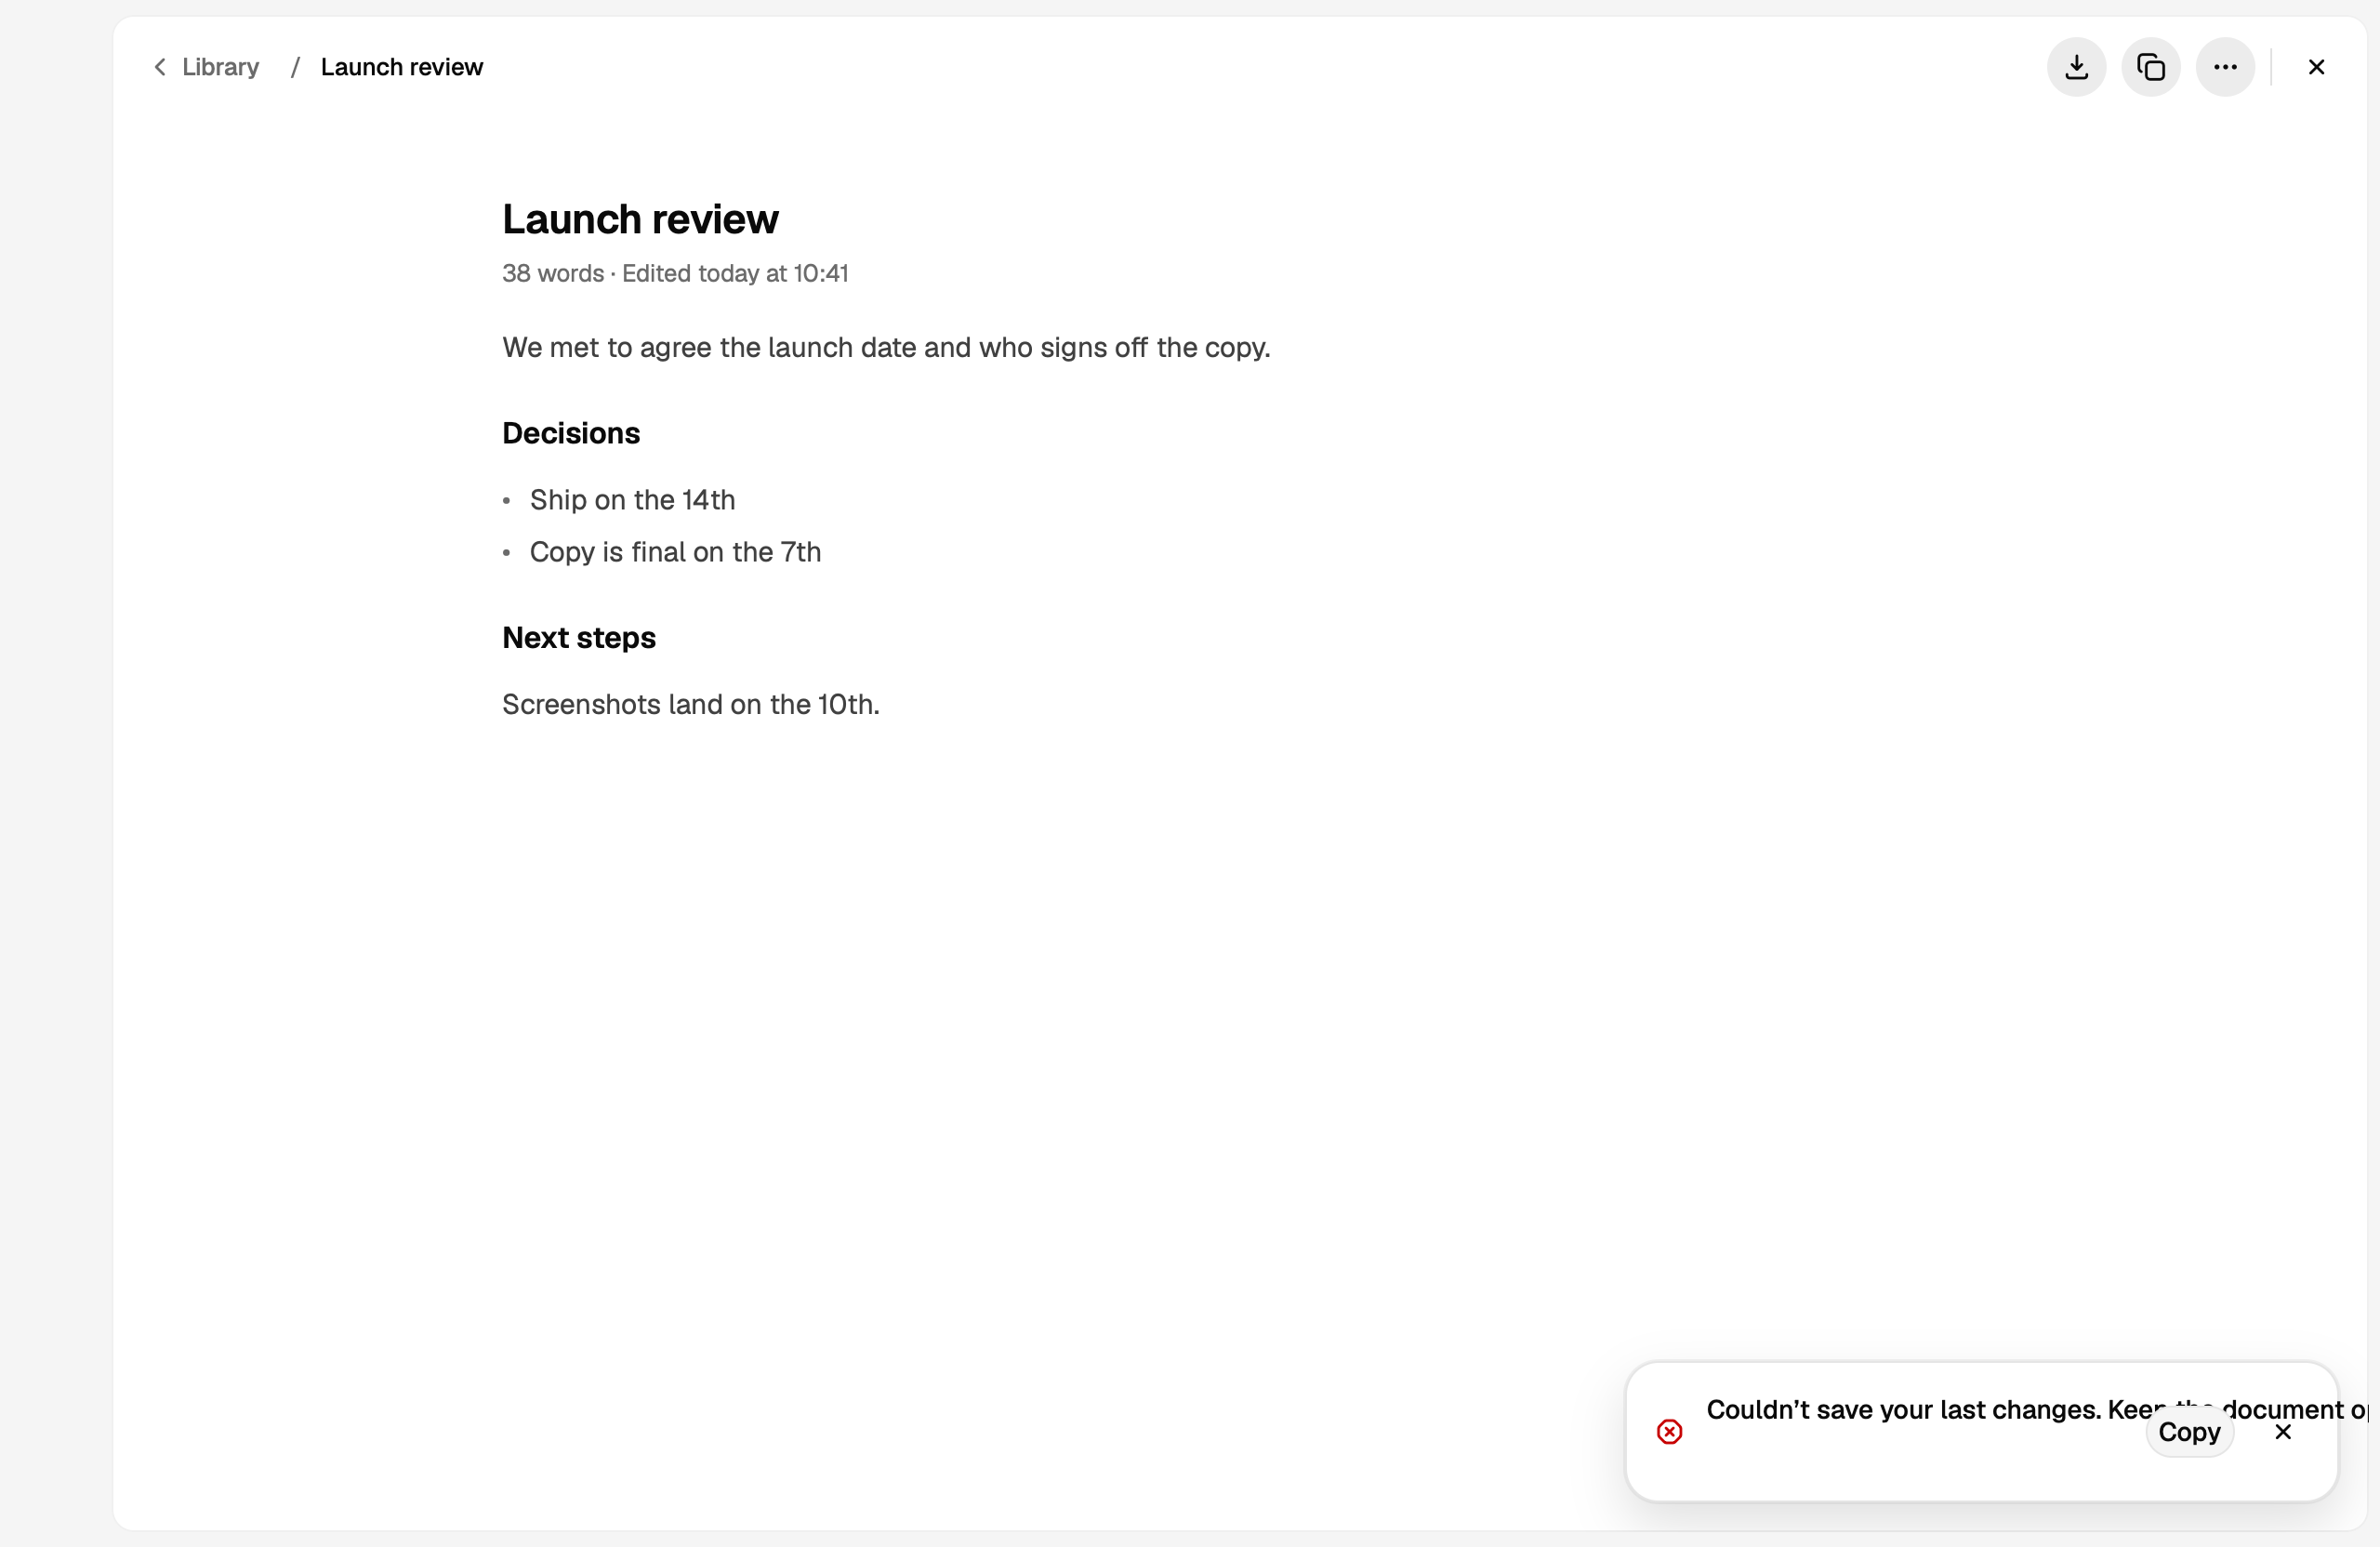 Library / Launch review
Launch review
38 words · Edited today at 10:41
We met to agree the launch date and who signs off the copy.
Decisions
• Ship on the 14th
• Copy is final on the 7th
Next steps
Screenshots land on the 10th.
Couldn’t save your last changes. Keep the document
Copy